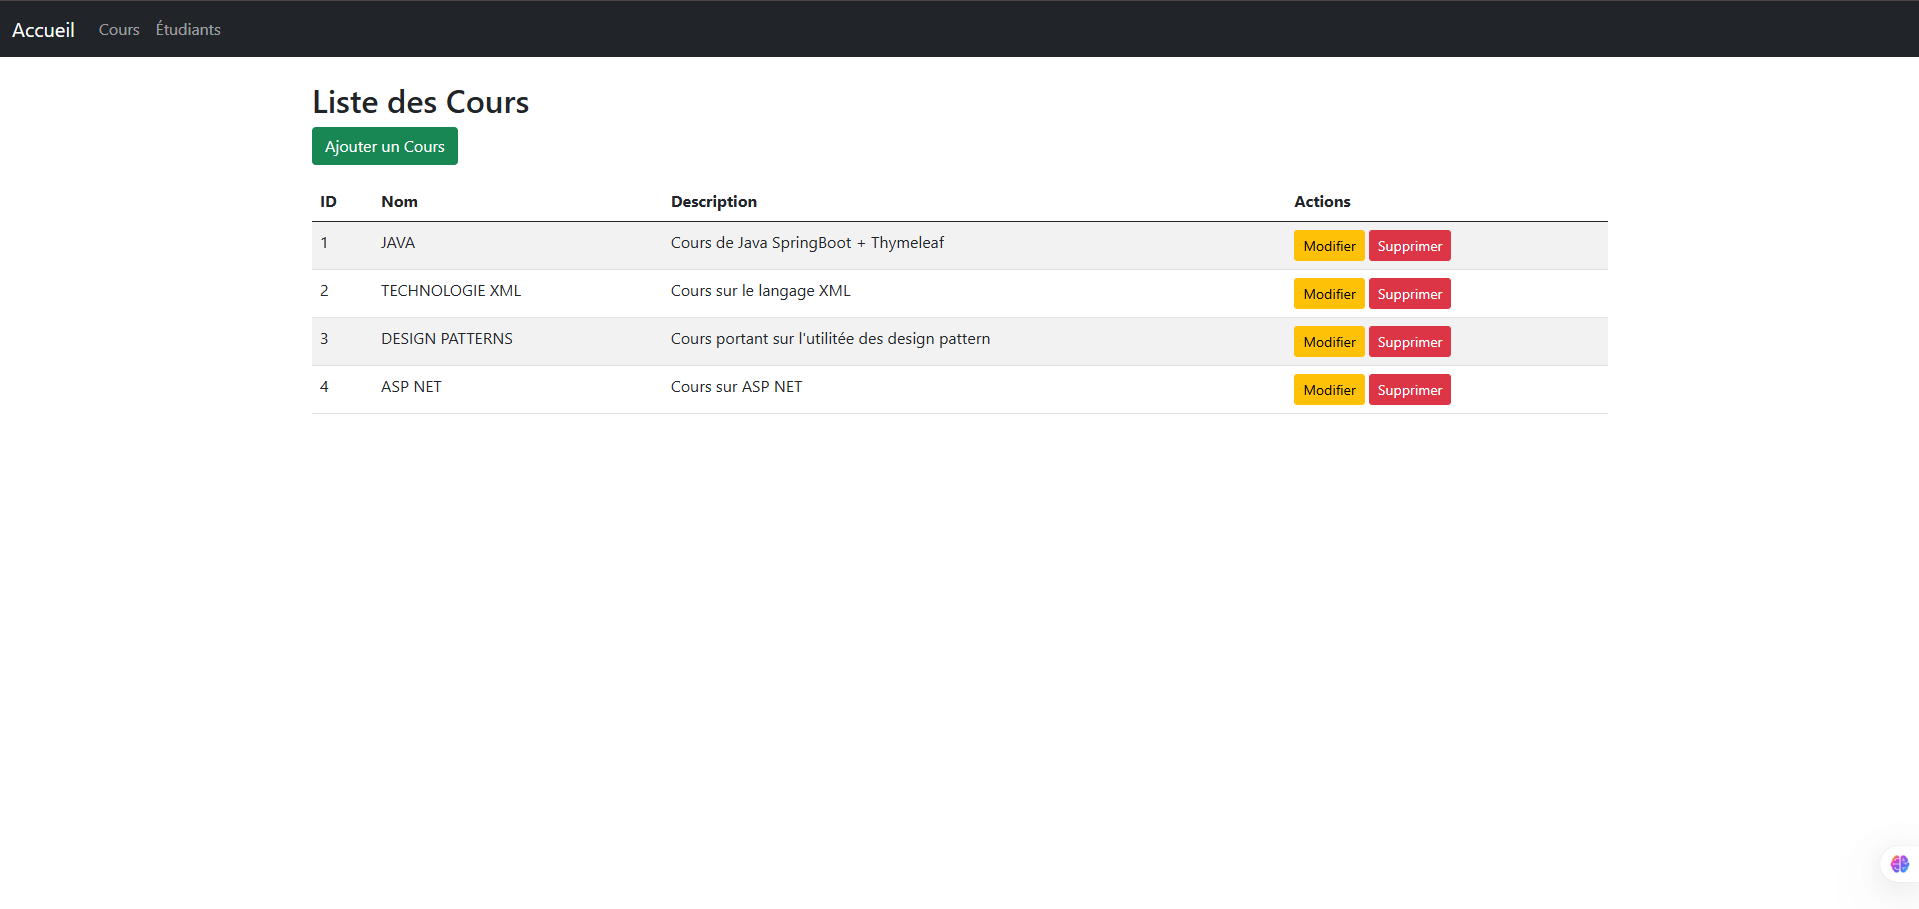 Accueil Cours Étudiants
Liste des Cours
Ajouter un Cours
ID Nom Description Actions
1 JAVA Cours de Java SpringBoot + Thymeleaf Modifier Supprimer
2 TECHNOLOGIE XML Cours sur le langage XML Modifier Supprimer
3 DESIGN PATTERNS Cours portant sur l'utilitée des design pattern Modifier Supprimer
4 ASP NET Cours sur ASP NET Modifier Supprimer